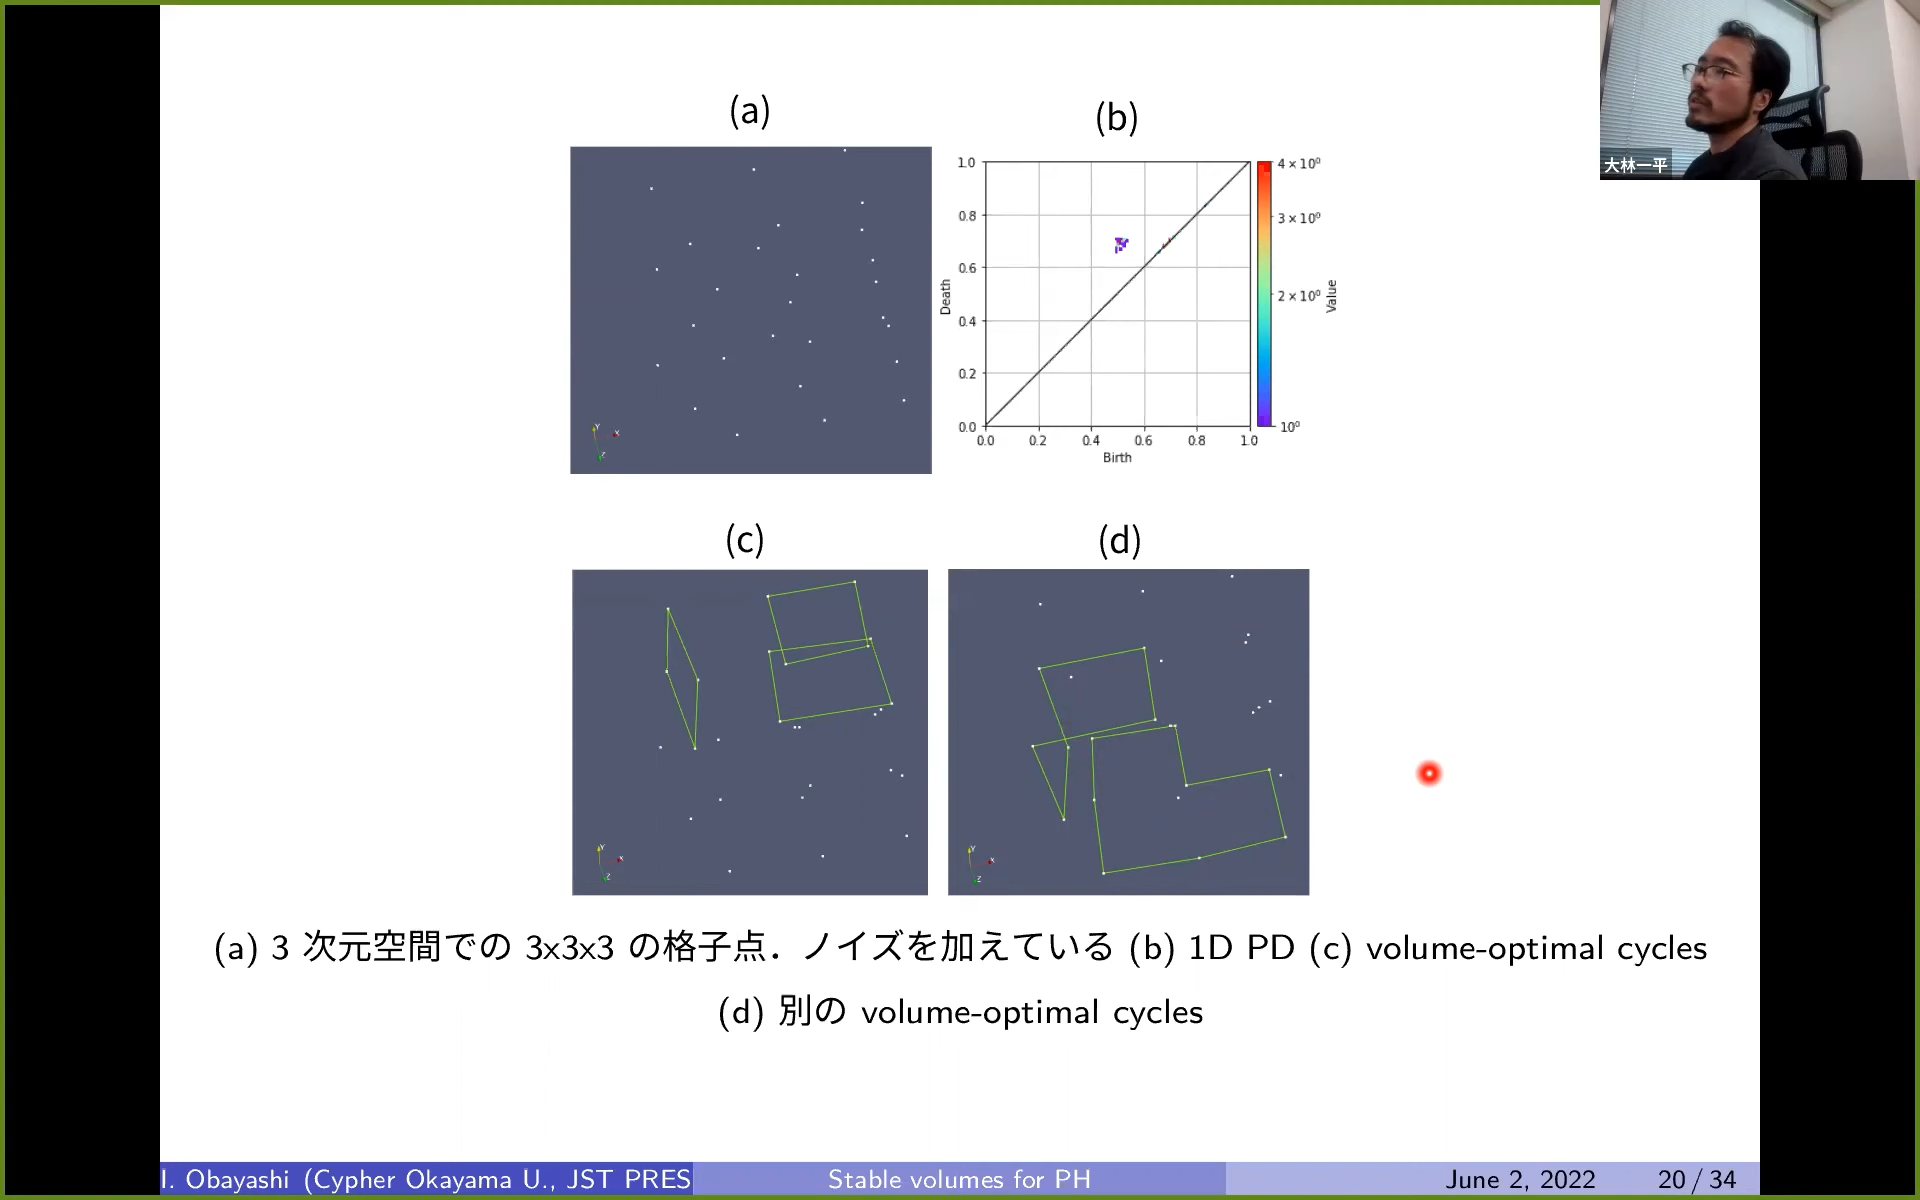 大林一平
(a)
(b)
1.0
0.8
0.6
0.4
0.2
0.0
Death
0.0 0.2 0.4 0.6 0.8 1.0
Birth
4×10⁰
3×10⁰
2×10⁰
10⁰
Value
Y
X
Z
(c)
(d)
Y
X
Z
Y
X
Z
(a) 3 次元空間での 3x3x3 の格子点．ノイズを加えている (b) 1D PD (c) volume-optimal cycles
(d) 別の volume-optimal cycles
I. Obayashi (Cypher Okayama U., JST PRES
Stable volumes for PH
June 2, 2022
20 / 34